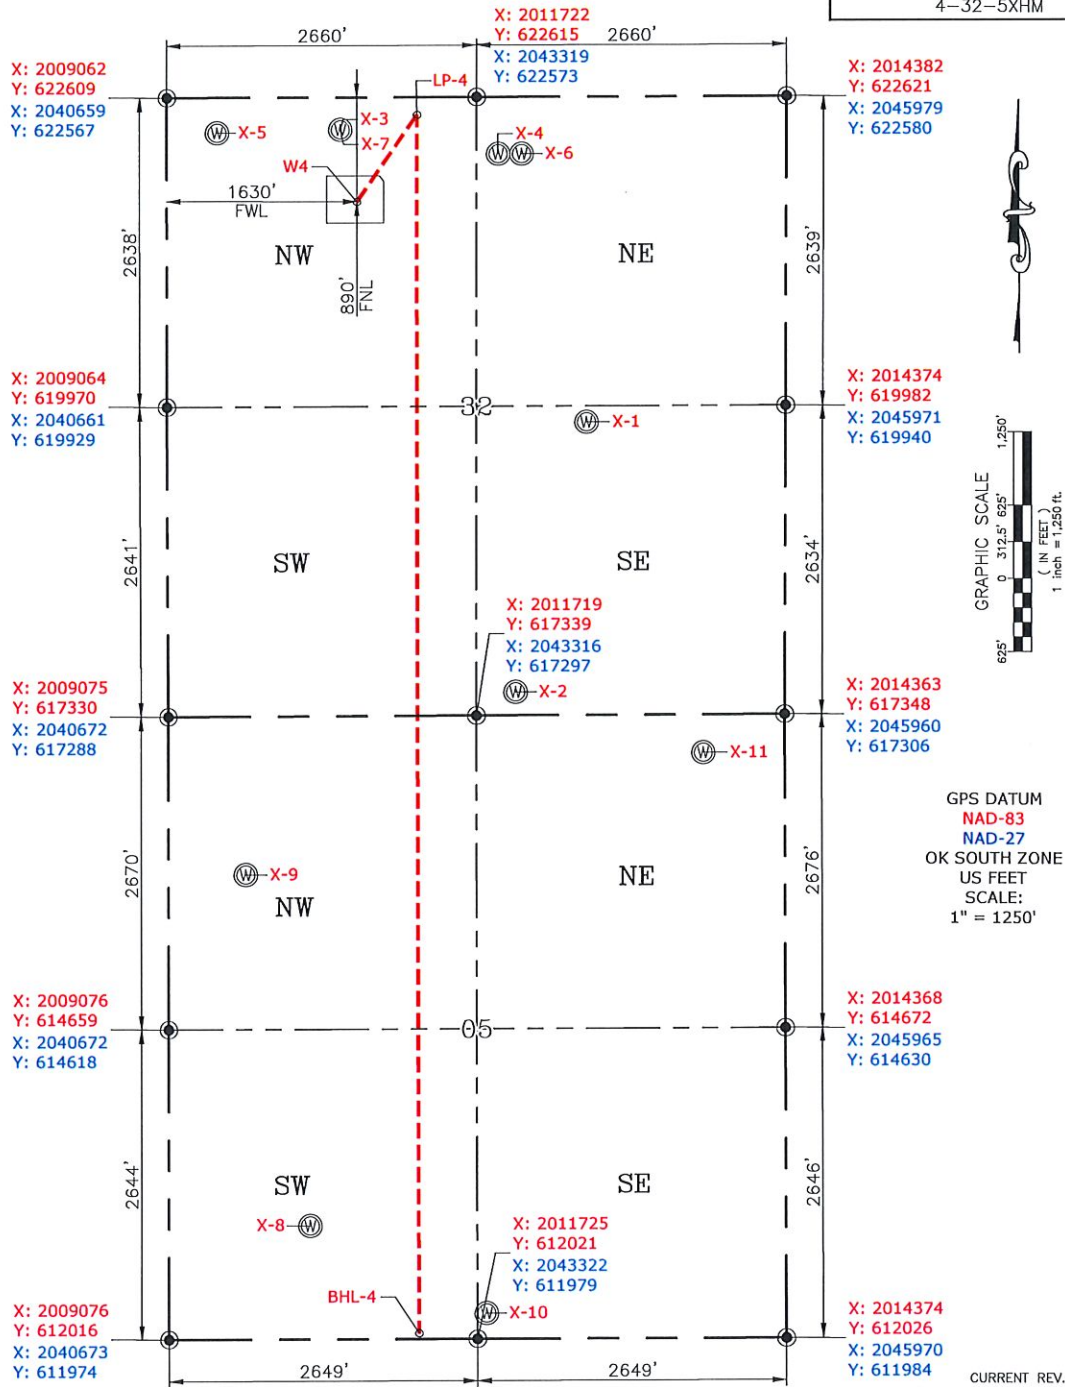 4-32-5XHM
X: 2011722
Y: 622615
X: 2043319
Y: 622573
2660'
2660'
X: 2009062
Y: 622609
X: 2040659
Y: 622567
LP-4
X: 2014382
Y: 622621
X: 2045979
Y: 622580
W X-5
W X-3
X-7
X-4
W W X-6
W4
1630'
FWL
890'
FNL
NW
NE
2638'
2639'
X: 2009064
Y: 619970
X: 2040661
Y: 619929
32
W X-1
X: 2014374
Y: 619982
X: 2045971
Y: 619940
GRAPHIC SCALE
625' 0 312.5' 625' 1,250'
( IN FEET )
1 inch = 1,250 ft.
2641'
SW
SE
2634'
X: 2011719
Y: 617339
X: 2043316
Y: 617297
W X-2
X: 2009075
Y: 617330
X: 2040672
Y: 617288
X: 2014363
Y: 617348
X: 2045960
Y: 617306
W X-11
GPS DATUM
NAD-83
NAD-27
OK SOUTH ZONE
US FEET
SCALE:
1" = 1250'
2670'
W X-9
NW
NE
2676'
X: 2009076
Y: 614659
X: 2040672
Y: 614618
05
X: 2014368
Y: 614672
X: 2045965
Y: 614630
2644'
SW
SE
2646'
X-8 W
X: 2011725
Y: 612021
X: 2043322
Y: 611979
BHL-4
W X-10
X: 2009076
Y: 612016
X: 2040673
Y: 611974
X: 2014374
Y: 612026
X: 2045970
Y: 611984
2649'
2649'
CURRENT REV.